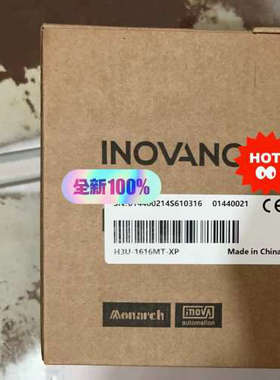 INOVANC
HOT
全新100%
SN:014400214S610316 01440021
CE
H3U-1616MT-XP Made in China
Monarch
INOVA
automation